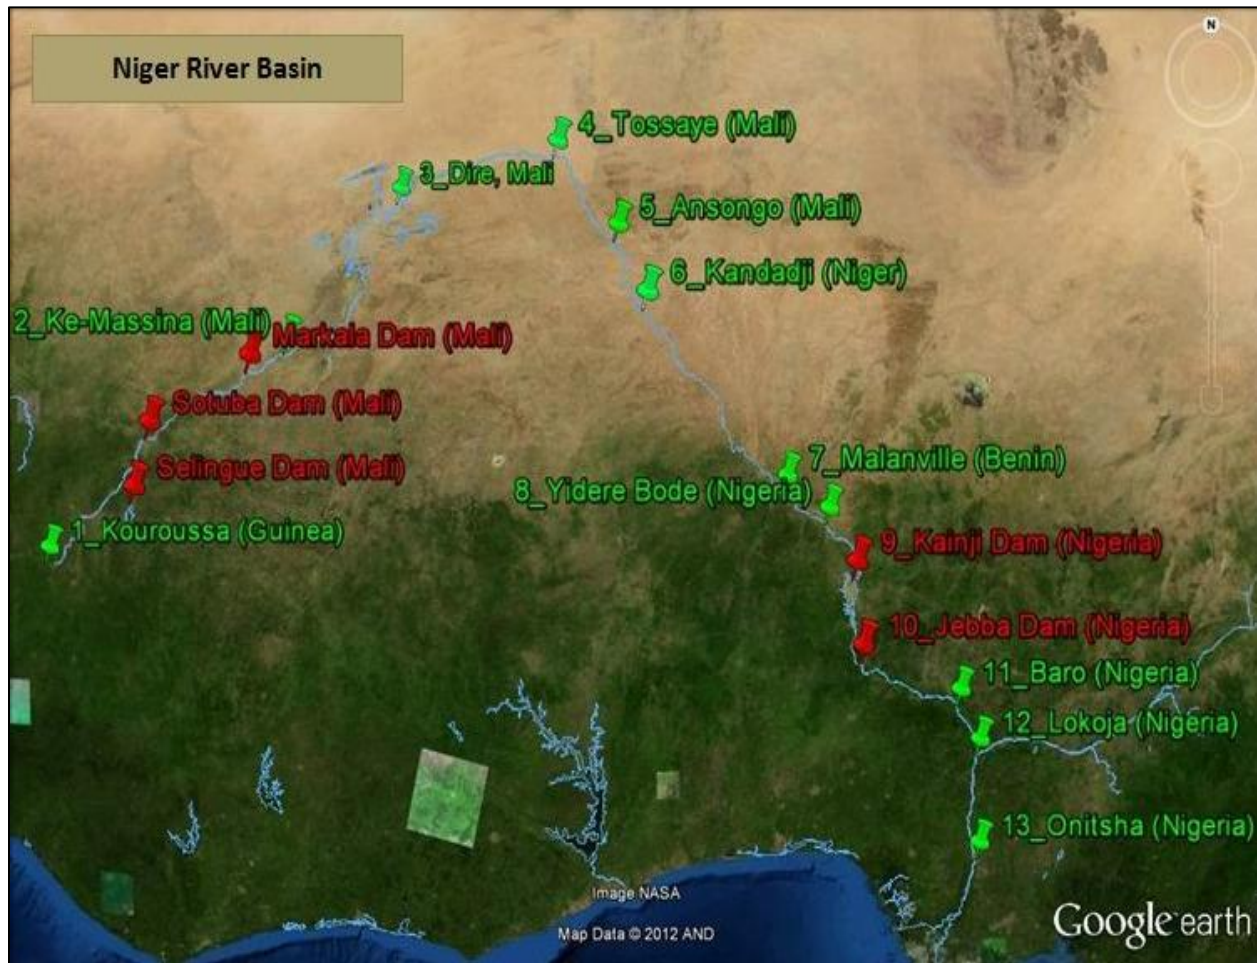 Niger River Basin
N
4_Tossaye (Mali)
3_Dire, Mali
5_Ansongo (Mali)
6_Kandadji (Niger)
2_Ke-Massina (Mali)
Markala Dam (Mali)
Sotuba Dam (Mali)
Selingue Dam (Mali)
7_Malanville (Benin)
8_Yidere Bode (Nigeria)
1_Kouroussa (Guinea)
9_Kainji Dam (Nigeria)
10_Jebba Dam (Nigeria)
11_Baro (Nigeria)
12_Lokoja (Nigeria)
13_Onitsha (Nigeria)
Image NASA
Map Data © 2012 AND
Google earth